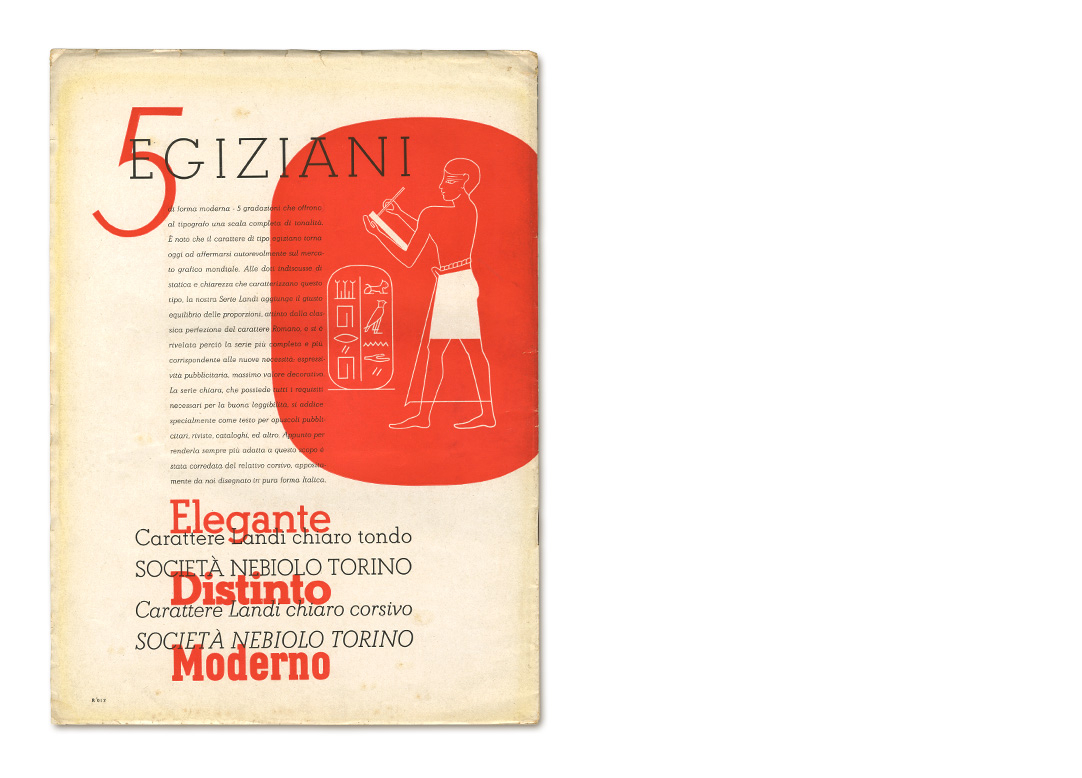 5
EGIZIANI
di forma moderna - 5 gradazioni che offrono,
al tipografo una scala completa di tonalità.
È noto che il carattere di tipo egiziano torna
oggi ad affermarsi autorevolmente sul merca-
to grafico mondiale. Alle doti indiscusse di
statica e chiarezza che caratterizzano questo
tipo, la nostra Serie Landi aggiunge il giusto
equilibrio delle proporzioni, attinto dalla clas-
sica perfezione del carattere Romano, e si è
rivelata perciò la serie più completa e più
corrispondente alle nuove necessità: espressi-
vità pubblicitaria, massimo valore decorativo.
La serie chiara, che possiede tutti i requisiti
necessari per la buona leggibilità, si addice
specialmente come testo per opuscoli pubbli-
citari, riviste, cataloghi, ed altro. Appunto per
renderla sempre più adatta a questo scopo è
stata corredata del relativo corsivo, apposita-
mente da noi disegnato in pura forma Italica.
Elegante
Carattere Landi chiaro tondo
SOCIETÀ NEBIOLO TORINO
Distinto
Carattere Landi chiaro corsivo
SOCIETÀ NEBIOLO TORINO
Moderno